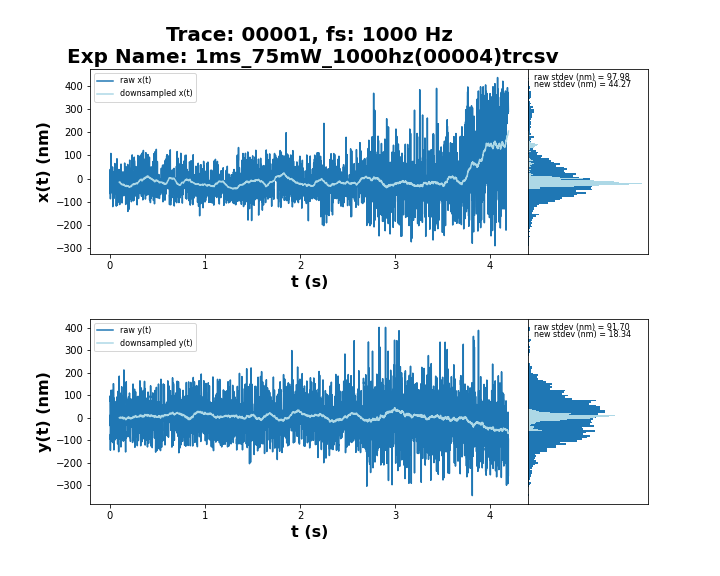 Trace: 00001, fs: 1000 Hz
Exp Name: 1ms_75mW_1000hz(00004)trcsv
x(t) (nm)
400
300
200
100
0
−100
−200
−300
raw x(t)
downsampled x(t)
raw stdev (nm) = 97.98
new stdev (nm) = 44.27
0 1 2 3 4
t (s)
y(t) (nm)
400
300
200
100
0
−100
−200
−300
raw y(t)
downsampled y(t)
raw stdev (nm) = 91.70
new stdev (nm) = 18.34
0 1 2 3 4
t (s)